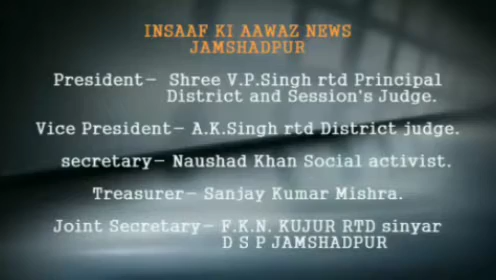 INSAAF KI AAWAZ NEWS
JAMSHADPUR
President- Shree V.P.Singh rtd Principal
District and Session's Judge.
Vice President- A.K.Singh rtd District judge.
secretary- Naushad Khan Social activist.
Treasurer- Sanjay Kumar Mishra.
Joint Secretary- F.K.N. KUJUR RTD sinyar
D S P JAMSHADPUR